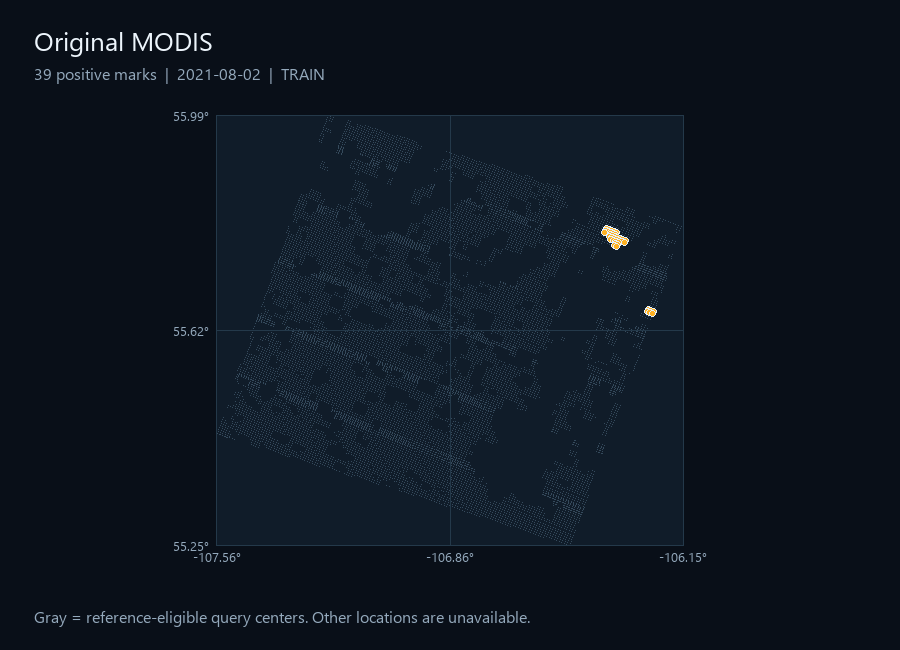 Original MODIS
39 positive marks | 2021-08-02 | TRAIN
55.99°
55.62°
55.25°
-107.56°
-106.86°
-106.15°
Gray = reference-eligible query centers. Other locations are unavailable.